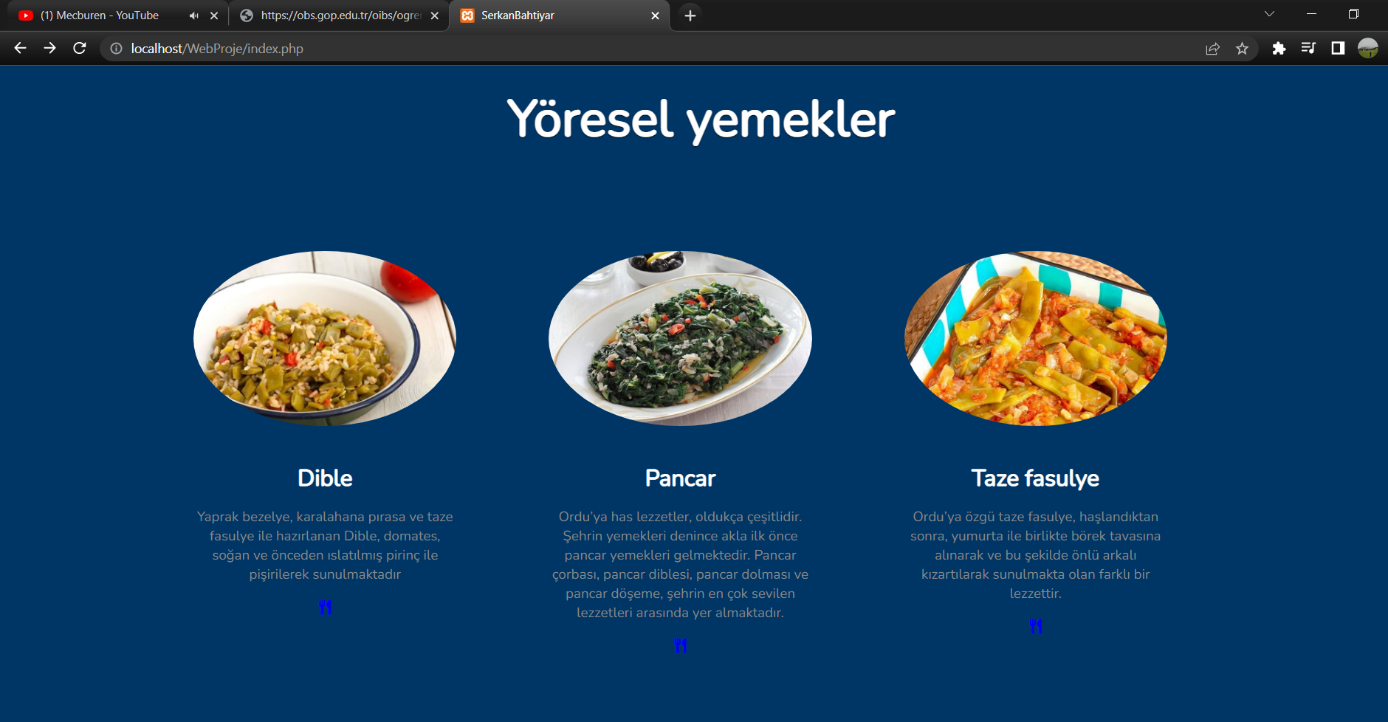 (1) Mecburen - YouTube
https://obs.gop.edu.tr/oibs/ogre
SerkanBahtiyar
localhost/WebProje/index.php
Yöresel yemekler
Dible
Yaprak bezelye, karalahana pırasa ve taze
fasulye ile hazırlanan Dible, domates,
soğan ve önceden ıslatılmış pirinç ile
pişirilerek sunulmaktadır
Pancar
Ordu'ya has lezzetler, oldukça çeşitlidir.
Şehrin yemekleri denince akla ilk önce
pancar yemekleri gelmektedir. Pancar
çorbası, pancar diblesi, pancar dolması ve
pancar döşeme, şehrin en çok sevilen
lezzetleri arasında yer almaktadır.
Taze fasulye
Ordu'ya özgü taze fasulye, haşlandıktan
sonra, yumurta ile birlikte börek tavasına
alınarak ve bu şekilde önlü arkalı
kızartılarak sunulmakta olan farklı bir
lezzettir.